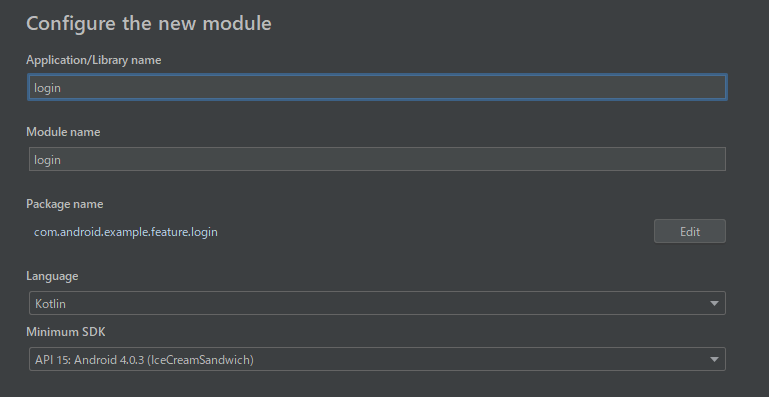 Configure the new module
Application/Library name
login
Module name
login
Package name
com.android.example.feature.login
Edit
Language
Kotlin
Minimum SDK
API 15: Android 4.0.3 (IceCreamSandwich)